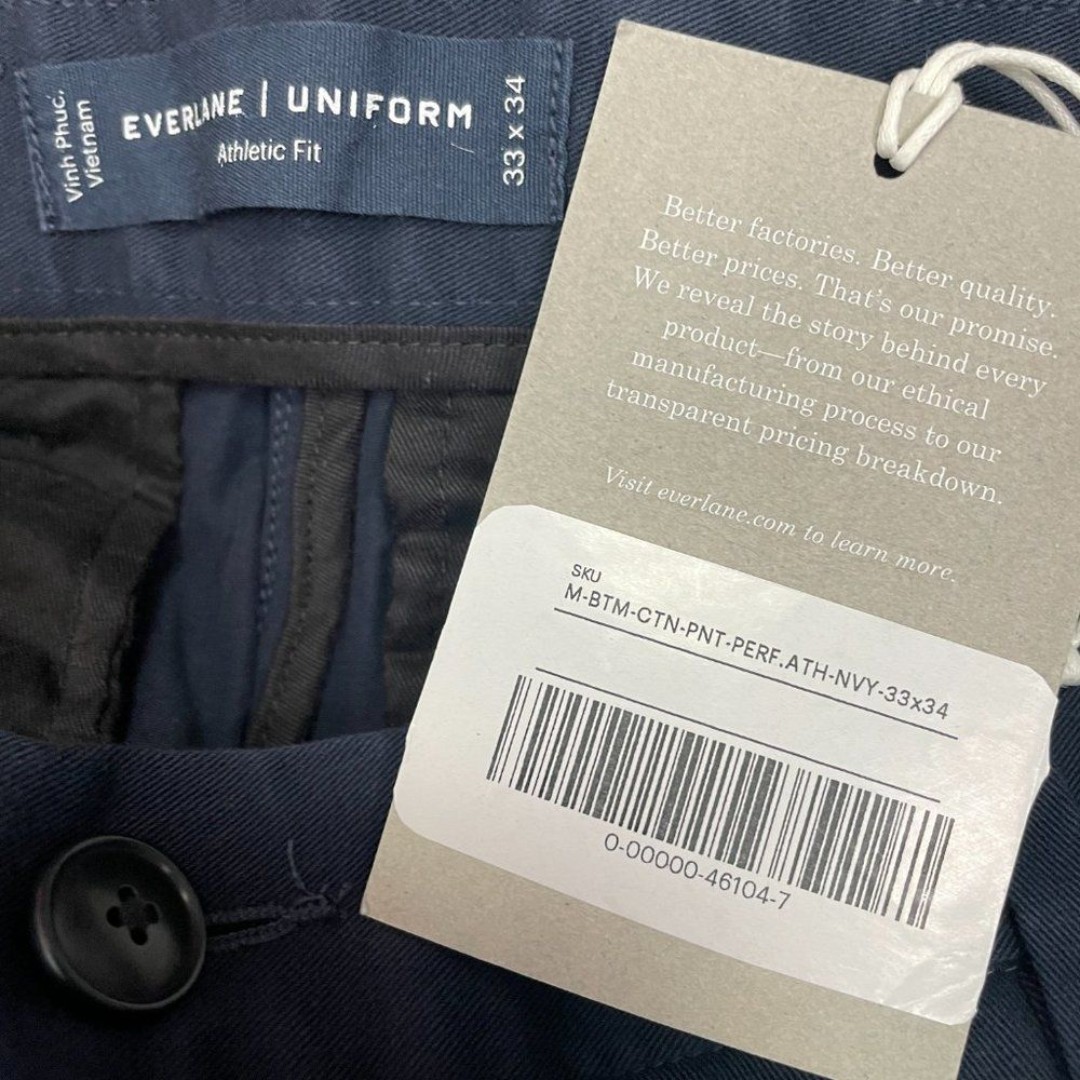 Vinh Phuc,
Vietnam
EVERLANE | UNIFORM
Athletic Fit
33 x 34
Better factories. Better quality.
Better prices. That's our promise.
We reveal the story behind every
product—from our ethical
manufacturing process to our
transparent pricing breakdown.
Visit everlane.com to learn more.
SKU
M-BTM-CTN-PNT-PERF.ATH-NVY-33x34
0-00000-46104-7